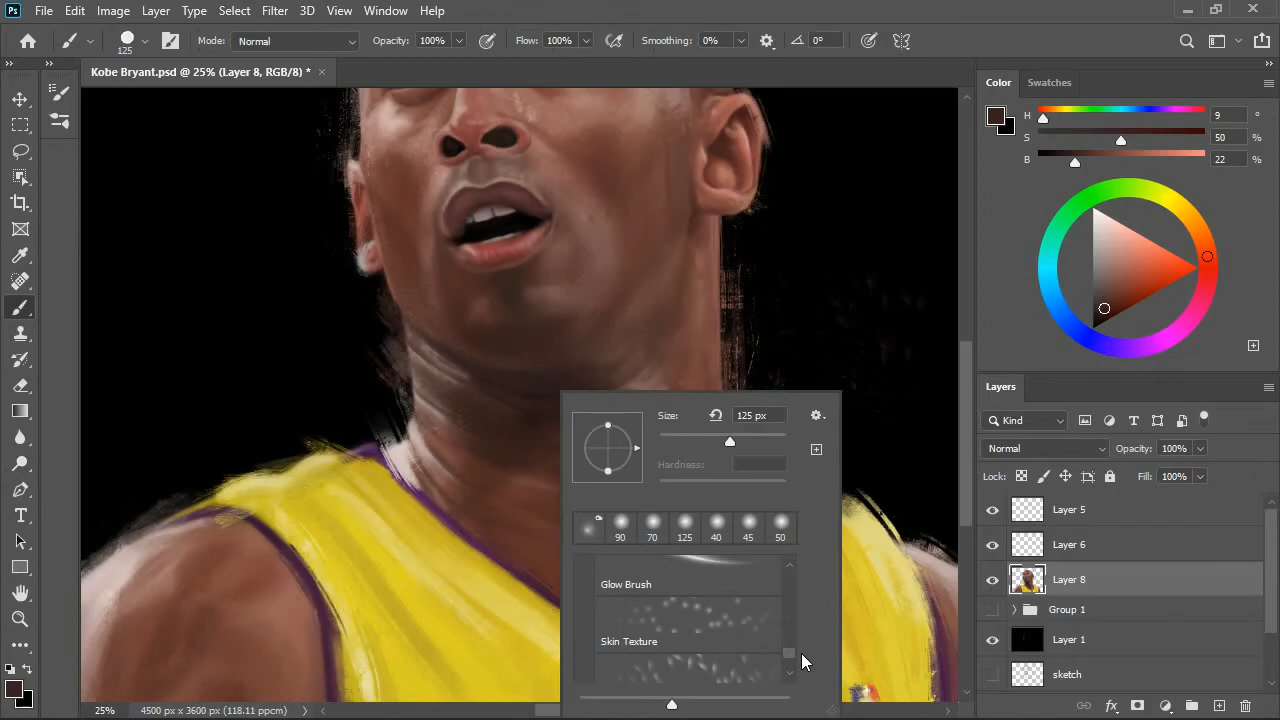 Ps File Edit Image Layer Type Select Filter 3D View Window Help
125 Mode: Normal Opacity: 100% Flow: 100% Smoothing: 0% 0°
Kobe Bryant.psd @ 25% (Layer 8, RGB/8) * ×
Color Swatches
H 9 °
S 50 %
B 22 %
Size: 125 px
Hardness:
90 70 125 40 45 50
Glow Brush
Skin Texture
Layers
Kind
Normal Opacity: 100%
Lock: Fill: 100%
Layer 5
Layer 6
Layer 8
Group 1
Layer 1
sketch
25% 4500 px x 3600 px (118.11 ppcm)
fx